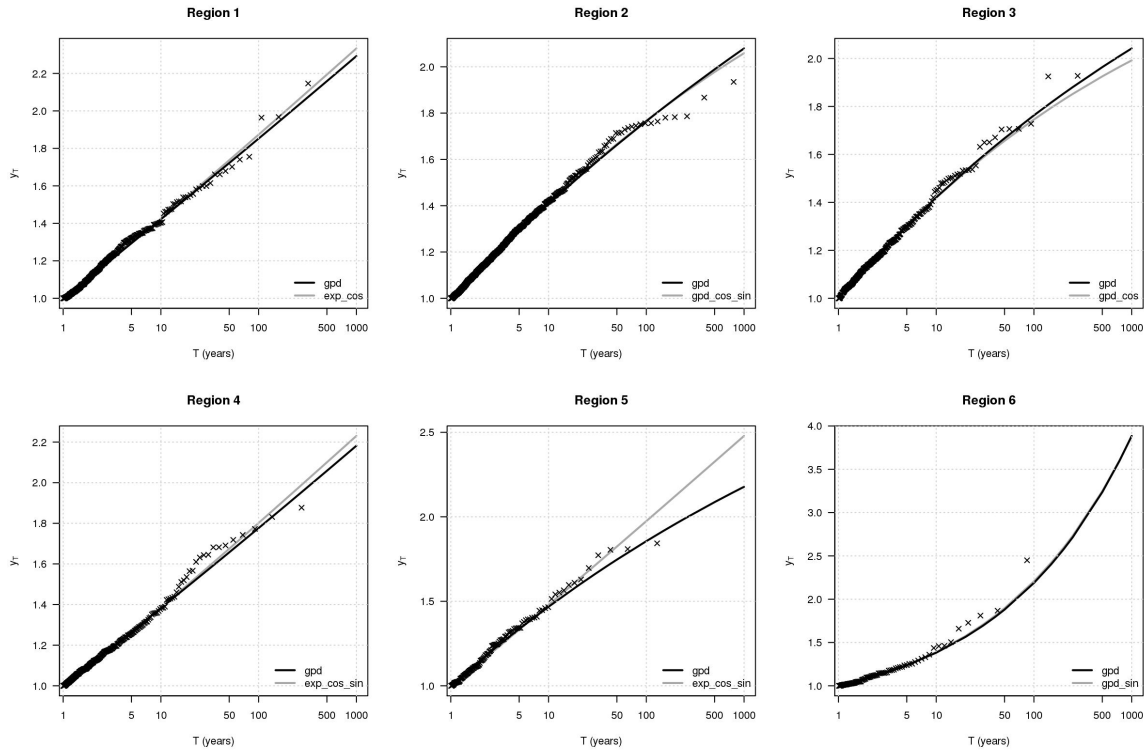 Region 1
2.2
2.0
1.8
1.6
1.4
1.2
1.0
yT
gpd
exp_cos
1 5 10 50 100 500 1000
T (years)
Region 2
2.0
1.8
1.6
1.4
1.2
1.0
yT
gpd
gpd_cos_sin
1 5 10 50 100 500 1000
T (years)
Region 3
2.0
1.8
1.6
1.4
1.2
1.0
yT
gpd
gpd_cos
1 5 10 50 100 500 1000
T (years)
Region 4
2.2
2.0
1.8
1.6
1.4
1.2
1.0
yT
gpd
exp_cos_sin
1 5 10 50 100 500 1000
T (years)
Region 5
2.5
2.0
1.5
1.0
yT
gpd
exp_cos_sin
1 5 10 50 100 500 1000
T (years)
Region 6
4.0
3.5
3.0
2.5
2.0
1.5
1.0
yT
gpd
gpd_sin
1 5 10 50 100 500 1000
T (years)